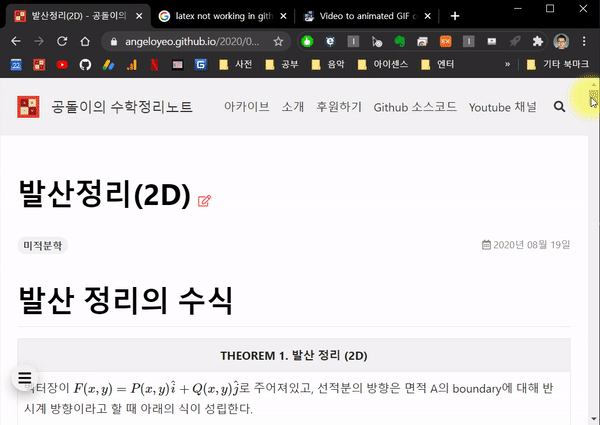 발산정리(2D) - 공돌이의
latex not working in gith
Video to animated GIF c
angeloyeo.github.io/2020/0...
사전
공부
음악
아이센스
엔터
»
기타 북마크
공돌이의 수학정리노트
아카이브
소개
후원하기
Github 소스코드
Youtube 채널
발산정리(2D)
미적분학
2020년 08월 19일
발산 정리의 수식
THEOREM 1. 발산 정리 (2D)
벡터장이 F(x, y) = P(x, y)î + Q(x, y)ĵ로 주어져있고, 선적분의 방향은 면적 A의 boundary에 대해 반
시계 방향이라고 할 때 아래의 식이 성립한다.